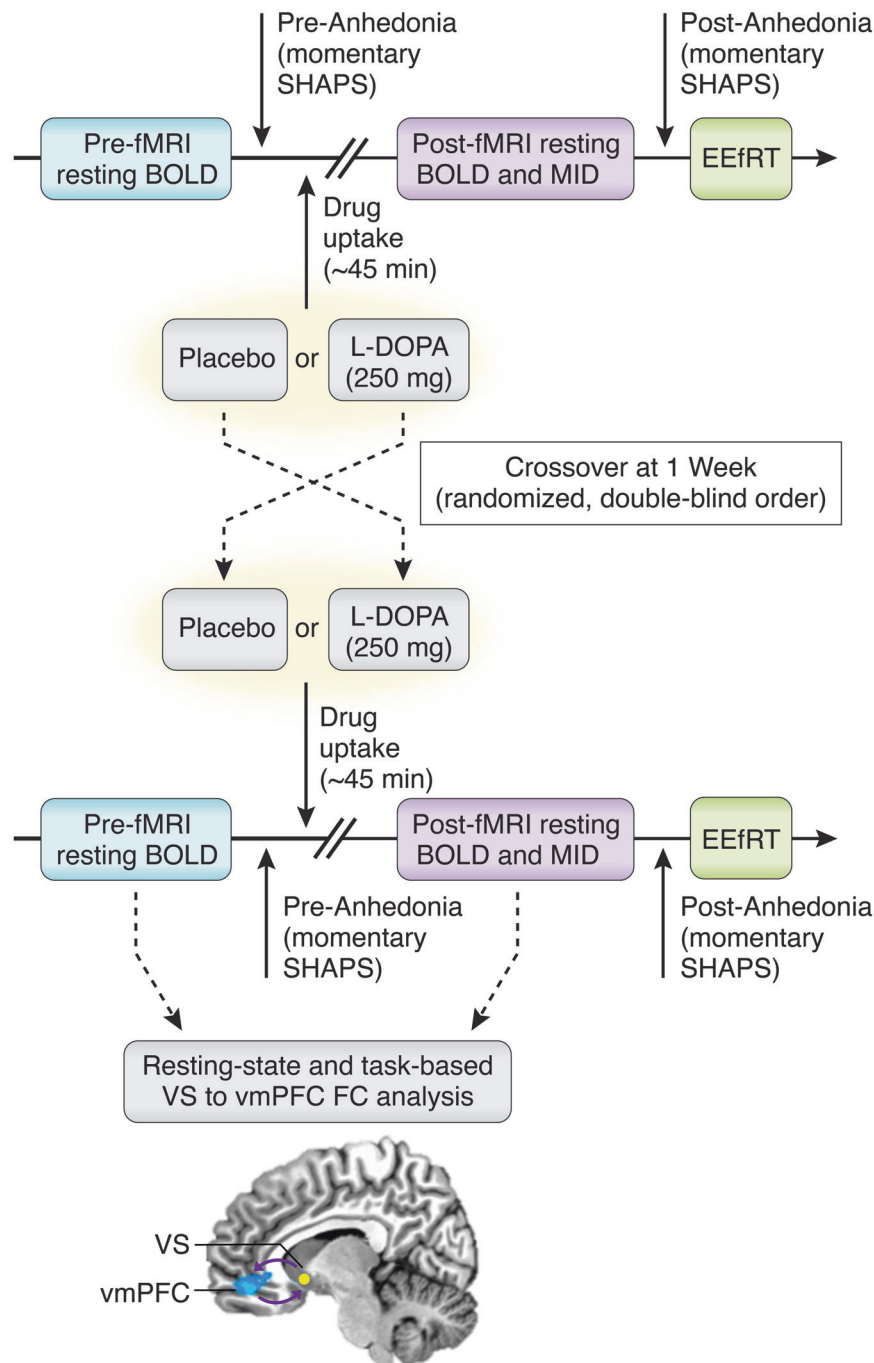 Pre-Anhedonia
(momentary
SHAPS)
Post-Anhedonia
(momentary
SHAPS)
Pre-fMRI
resting BOLD
Post-fMRI resting
BOLD and MID
EEfRT
Drug
uptake
(~45 min)
Placebo
or
L-DOPA
(250 mg)
Crossover at 1 Week
(randomized, double-blind order)
Placebo
or
L-DOPA
(250 mg)
Drug
uptake
(~45 min)
Pre-fMRI
resting BOLD
Post-fMRI resting
BOLD and MID
EEfRT
Pre-Anhedonia
(momentary
SHAPS)
Post-Anhedonia
(momentary
SHAPS)
Resting-state and task-based
VS to vmPFC FC analysis
VS
vmPFC